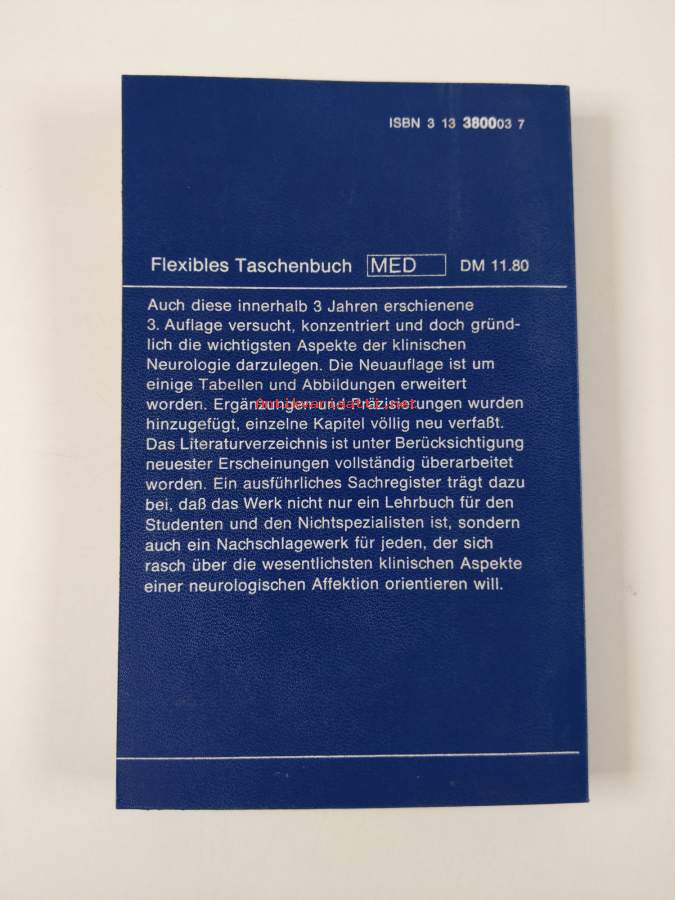 ISBN 3 13 380003 7
Flexibles Taschenbuch MED DM 11.80
Auch diese innerhalb 3 Jahren erschienene
3. Auflage versucht, konzentriert und doch gründ-
lich die wichtigsten Aspekte der klinischen
Neurologie darzulegen. Die Neuauflage ist um
einige Tabellen und Abbildungen erweitert
worden. Ergänzungen und Präzisierungen wurden
hinzugefügt, einzelne Kapitel völlig neu verfaßt.
Das Literaturverzeichnis ist unter Berücksichtigung
neuester Erscheinungen vollständig überarbeitet
worden. Ein ausführliches Sachregister trägt dazu
bei, daß das Werk nicht nur ein Lehrbuch für den
Studenten und den Nichtspezialisten ist, sondern
auch ein Nachschlagewerk für jeden, der sich
rasch über die wesentlichsten klinischen Aspekte
einer neurologischen Affektion orientieren will.